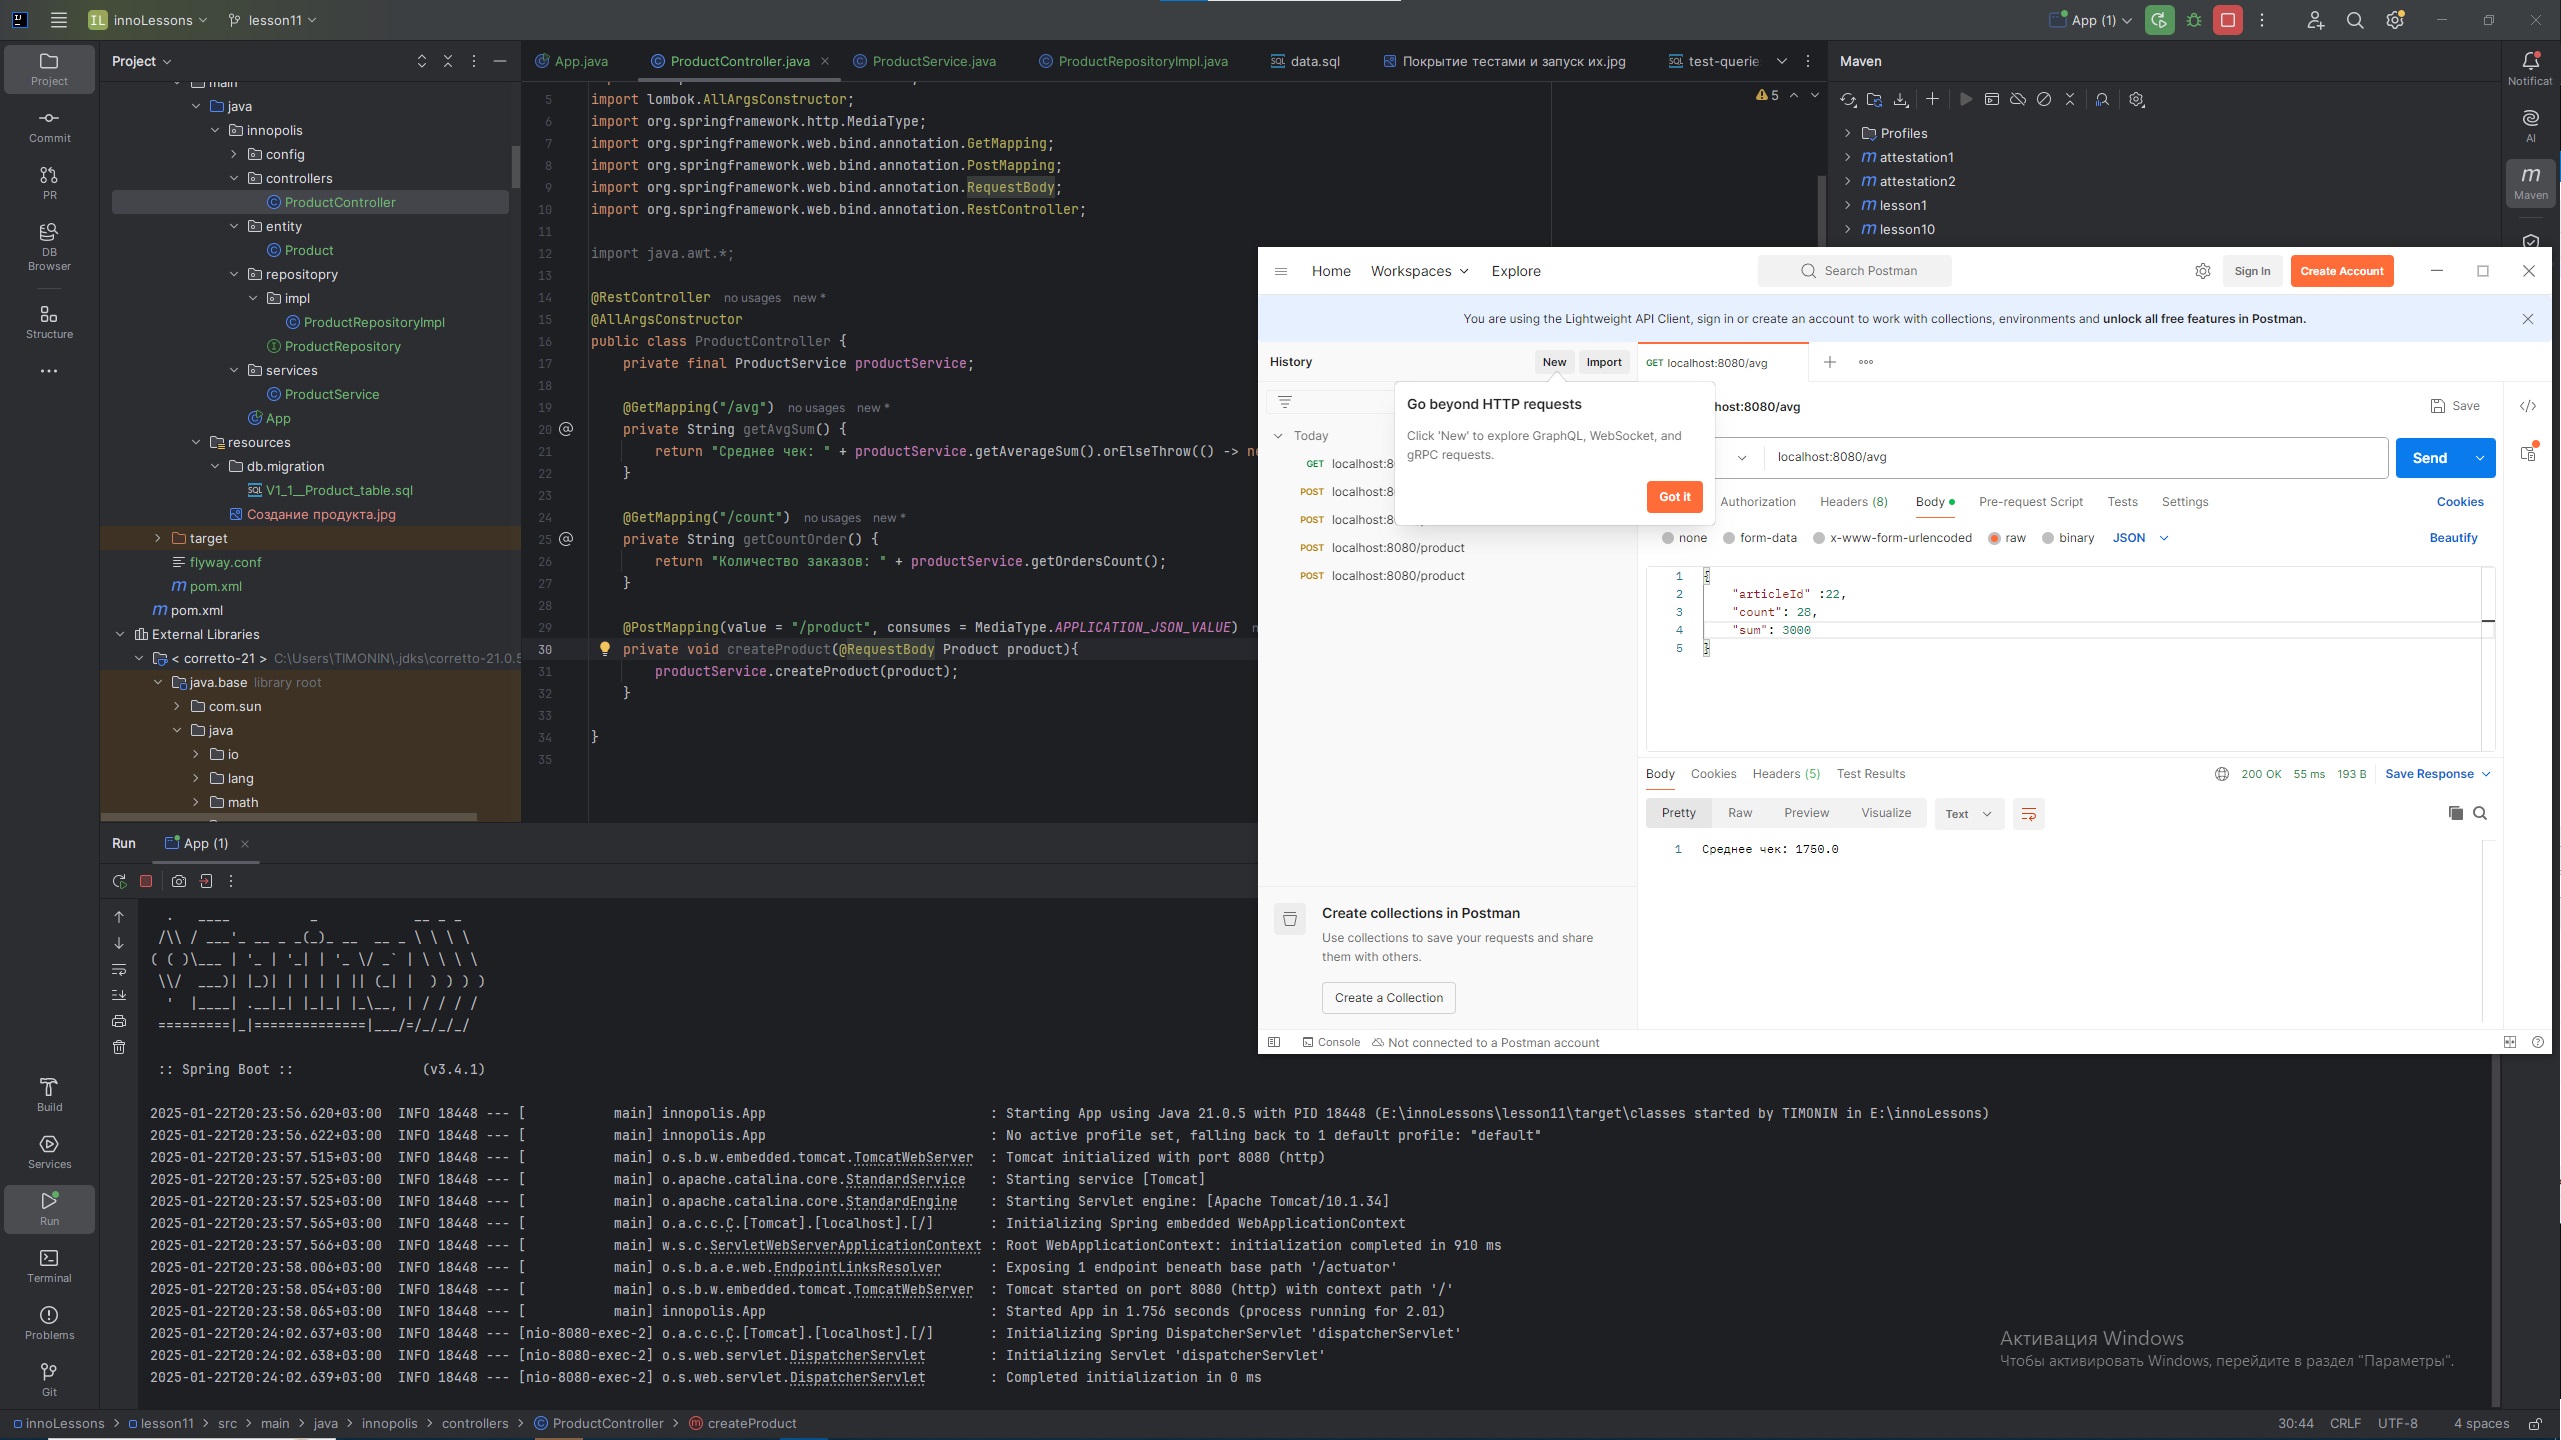 IL innoLessons lesson11 App (1)
Project
Commit
PR
DB Browser
Structure
Project
main
java
innopolis
config
controllers
ProductController
entity
Product
repositopry
impl
ProductRepositoryImpl
ProductRepository
services
ProductService
App
resources
db.migration
V1_1__Product_table.sql
Создание продукта.jpg
target
flyway.conf
pom.xml
pom.xml
External Libraries
< corretto-21 > C:\Users\TIMONIN\.jdks\corretto-21.0.5
java.base library root
com.sun
java
io
lang
math
App.java ProductController.java ProductService.java ProductRepositoryImpl.java data.sql Покрытие тестами и запуск их.jpg test-querie
5
5 import lombok.AllArgsConstructor;
6 import org.springframework.http.MediaType;
7 import org.springframework.web.bind.annotation.GetMapping;
8 import org.springframework.web.bind.annotation.PostMapping;
9 import org.springframework.web.bind.annotation.RequestBody;
10 import org.springframework.web.bind.annotation.RestController;
11
12 import java.awt.*;
13
14 @RestController no usages new *
15 @AllArgsConstructor
16 public class ProductController {
17 private final ProductService productService;
18
19 @GetMapping("/avg") no usages new *
20 private String getAvgSum() {
21 return "Среднее чек: " + productService.getAverageSum().orElseThrow(() -> ne
22 }
23
24 @GetMapping("/count") no usages new *
25 private String getCountOrder() {
26 return "Количество заказов: " + productService.getOrdersCount();
27 }
28
29 @PostMapping(value = "/product", consumes = MediaType.APPLICATION_JSON_VALUE)
30 private void createProduct(@RequestBody Product product){
31 productService.createProduct(product);
32 }
33
34 }
35
Maven
Profiles
attestation1
attestation2
lesson1
lesson10
Notificat
AI
Maven
Home Workspaces Explore Search Postman Sign In Create Account
You are using the Lightweight API Client, sign in or create an account to work with collections, environments and unlock all free features in Postman.
History New Import
Today
GET localhost:8
POST localhost:8
POST localhost:8
POST localhost:8080/product
POST localhost:8080/product
Go beyond HTTP requests
Click 'New' to explore GraphQL, WebSocket, and
gRPC requests.
Got it
GET localhost:8080/avg
host:8080/avg Save
localhost:8080/avg Send
Authorization Headers (8) Body Pre-request Script Tests Settings Cookies
none form-data x-www-form-urlencoded raw binary JSON Beautify
1 {
2 "articleId" :22,
3 "count": 28,
4 "sum": 3000
5 }
Body Cookies Headers (5) Test Results 200 OK 55 ms 193 B Save Response
Pretty Raw Preview Visualize Text
1 Среднее чек: 1750.0
Create collections in Postman
Use collections to save your requests and share
them with others.
Create a Collection
Console Not connected to a Postman account
Run App (1)
:: Spring Boot :: (v3.4.1)
2025-01-22T20:23:56.620+03:00 INFO 18448 --- [ main] innopolis.App : Starting App using Java 21.0.5 with PID 18448 (E:\innoLessons\lesson11\target\classes started by TIMONIN in E:\innoLessons)
2025-01-22T20:23:56.622+03:00 INFO 18448 --- [ main] innopolis.App : No active profile set, falling back to 1 default profile: "default"
2025-01-22T20:23:57.515+03:00 INFO 18448 --- [ main] o.s.b.w.embedded.tomcat.TomcatWebServer : Tomcat initialized with port 8080 (http)
2025-01-22T20:23:57.525+03:00 INFO 18448 --- [ main] o.apache.catalina.core.StandardService : Starting service [Tomcat]
2025-01-22T20:23:57.525+03:00 INFO 18448 --- [ main] o.apache.catalina.core.StandardEngine : Starting Servlet engine: [Apache Tomcat/10.1.34]
2025-01-22T20:23:57.565+03:00 INFO 18448 --- [ main] o.a.c.c.C.[Tomcat].[localhost].[/] : Initializing Spring embedded WebApplicationContext
2025-01-22T20:23:57.566+03:00 INFO 18448 --- [ main] w.s.c.ServletWebServerApplicationContext : Root WebApplicationContext: initialization completed in 910 ms
2025-01-22T20:23:58.006+03:00 INFO 18448 --- [ main] o.s.b.a.e.web.EndpointLinksResolver : Exposing 1 endpoint beneath base path '/actuator'
2025-01-22T20:23:58.054+03:00 INFO 18448 --- [ main] o.s.b.w.embedded.tomcat.TomcatWebServer : Tomcat started on port 8080 (http) with context path '/'
2025-01-22T20:23:58.065+03:00 INFO 18448 --- [ main] innopolis.App : Started App in 1.756 seconds (process running for 2.01)
2025-01-22T20:24:02.637+03:00 INFO 18448 --- [nio-8080-exec-2] o.a.c.c.C.[Tomcat].[localhost].[/] : Initializing Spring DispatcherServlet 'dispatcherServlet'
2025-01-22T20:24:02.638+03:00 INFO 18448 --- [nio-8080-exec-2] o.s.web.servlet.DispatcherServlet : Initializing Servlet 'dispatcherServlet'
2025-01-22T20:24:02.639+03:00 INFO 18448 --- [nio-8080-exec-2] o.s.web.servlet.DispatcherServlet : Completed initialization in 0 ms
Build
Services
Run
Terminal
Problems
Git
Активация Windows
Чтобы активировать Windows, перейдите в раздел "Параметры".
innoLessons > lesson11 > src > main > java > innopolis > controllers > ProductController > createProduct 30:44 CRLF UTF-8 4 spaces